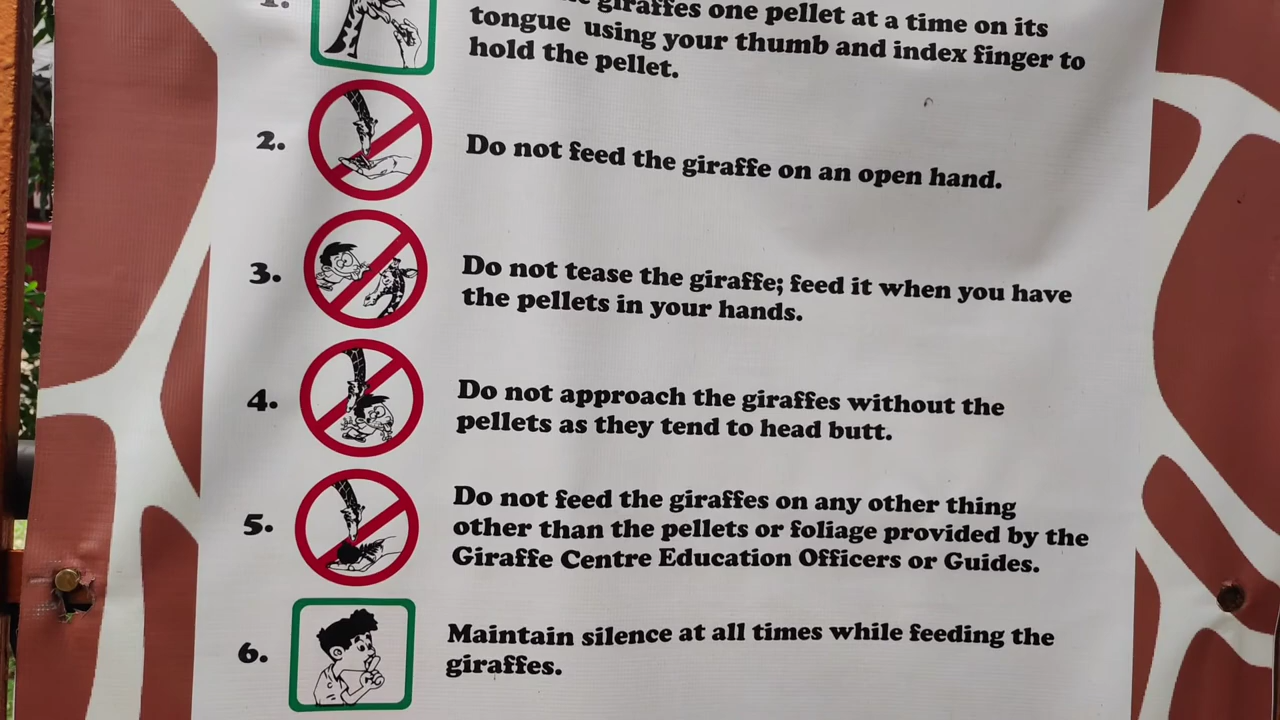 1. giraffes one pellet at a time on its
tongue using your thumb and index finger to
hold the pellet.
2. Do not feed the giraffe on an open hand.
3. Do not tease the giraffe; feed it when you have
the pellets in your hands.
4. Do not approach the giraffes without the
pellets as they tend to head butt.
5. Do not feed the giraffes on any other thing
other than the pellets or foliage provided by the
Giraffe Centre Education Officers or Guides.
6. Maintain silence at all times while feeding the
giraffes.